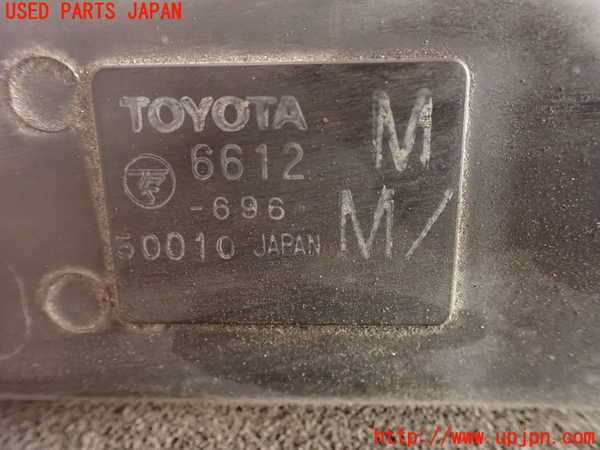 USED PARTS JAPAN
TOYOTA M
6612
-696 M/
50010 JAPAN
http://www.upjpn.com/